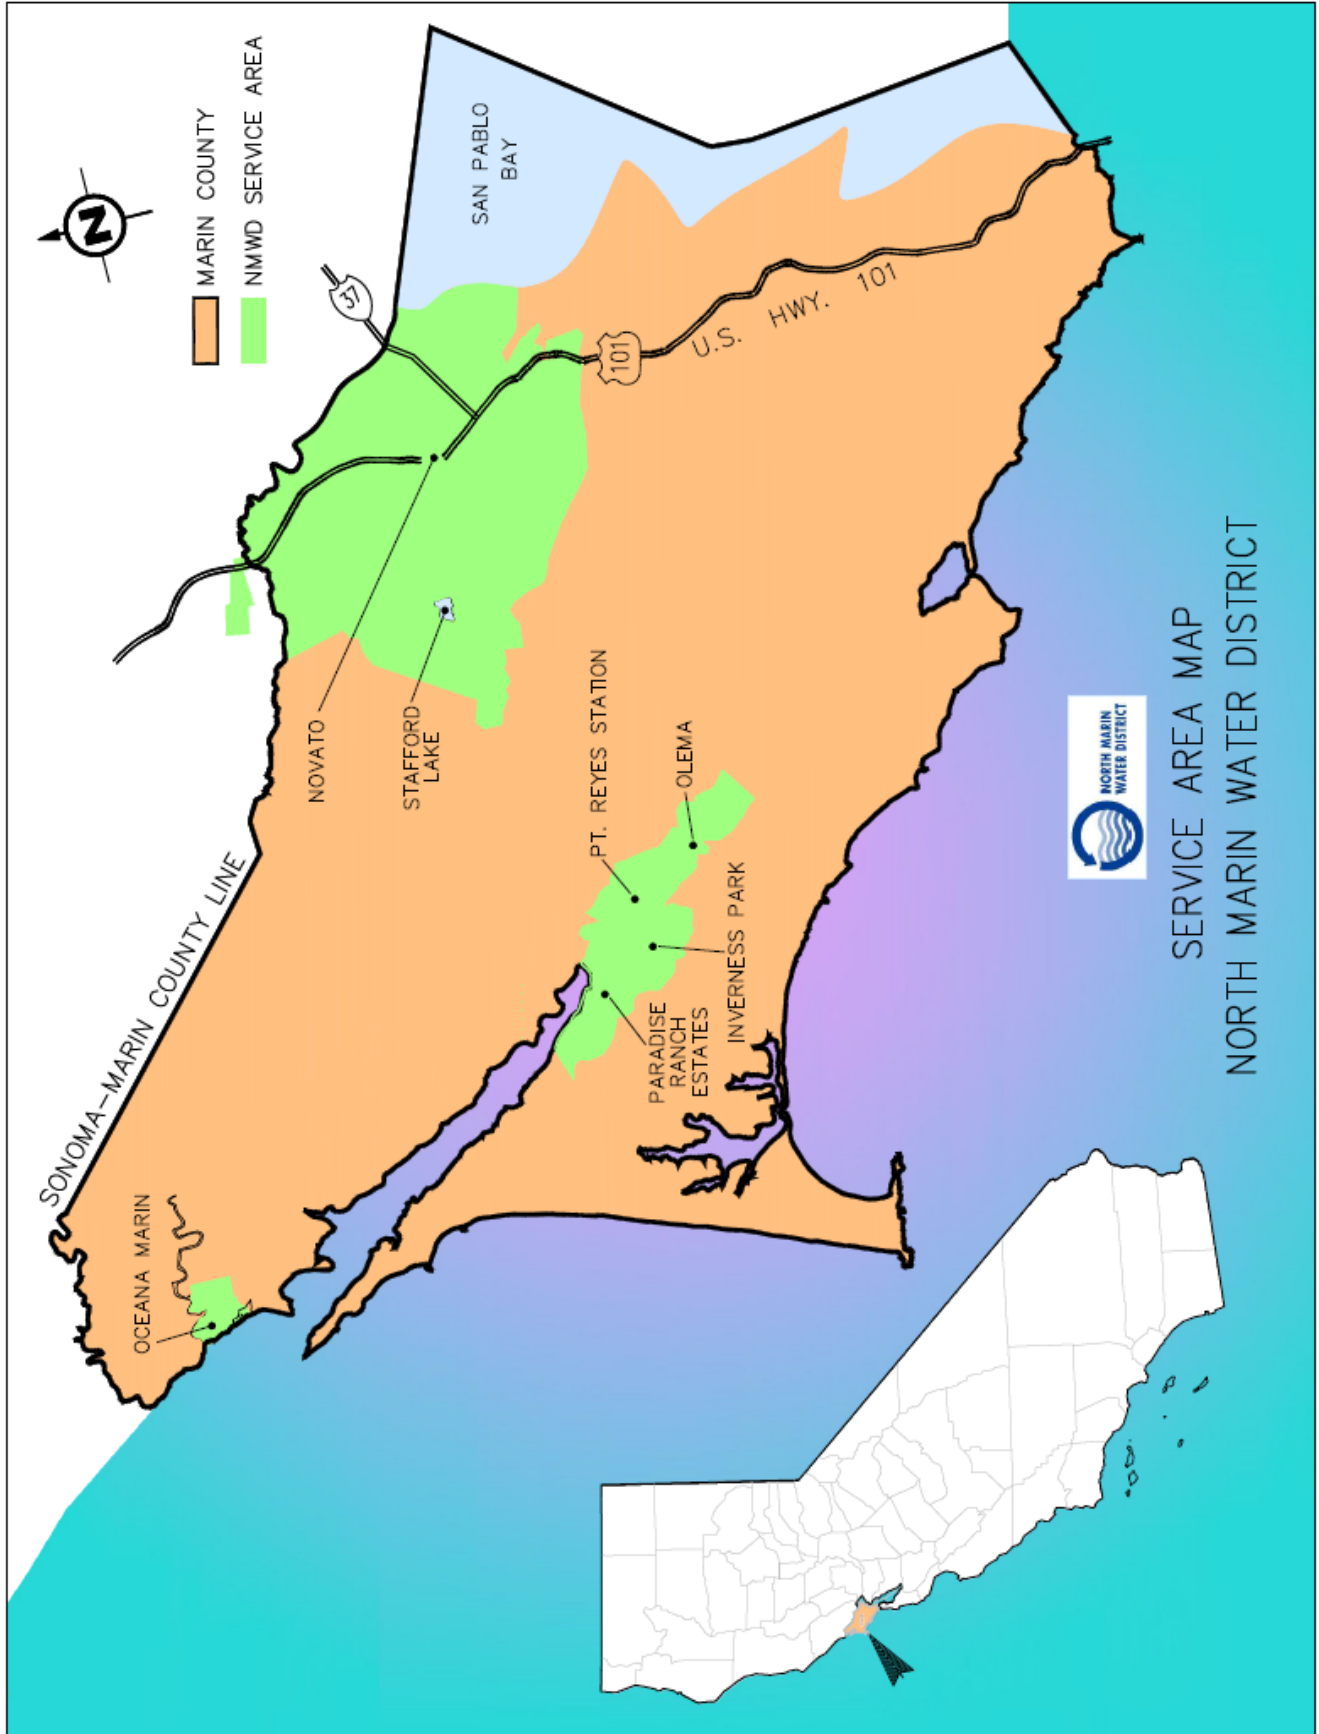 SONOMA-MARIN COUNTY LINE
OCEANA MARIN
NOVATO
STAFFORD
LAKE
PT. REYES STATION
OLEMA
INVERNESS PARK
PARADISE
RANCH
ESTATES
N
MARIN COUNTY
NMWD SERVICE AREA
37
SAN PABLO
BAY
101
U.S. HWY. 101
NORTH MARIN
WATER DISTRICT
SERVICE AREA MAP
NORTH MARIN WATER DISTRICT